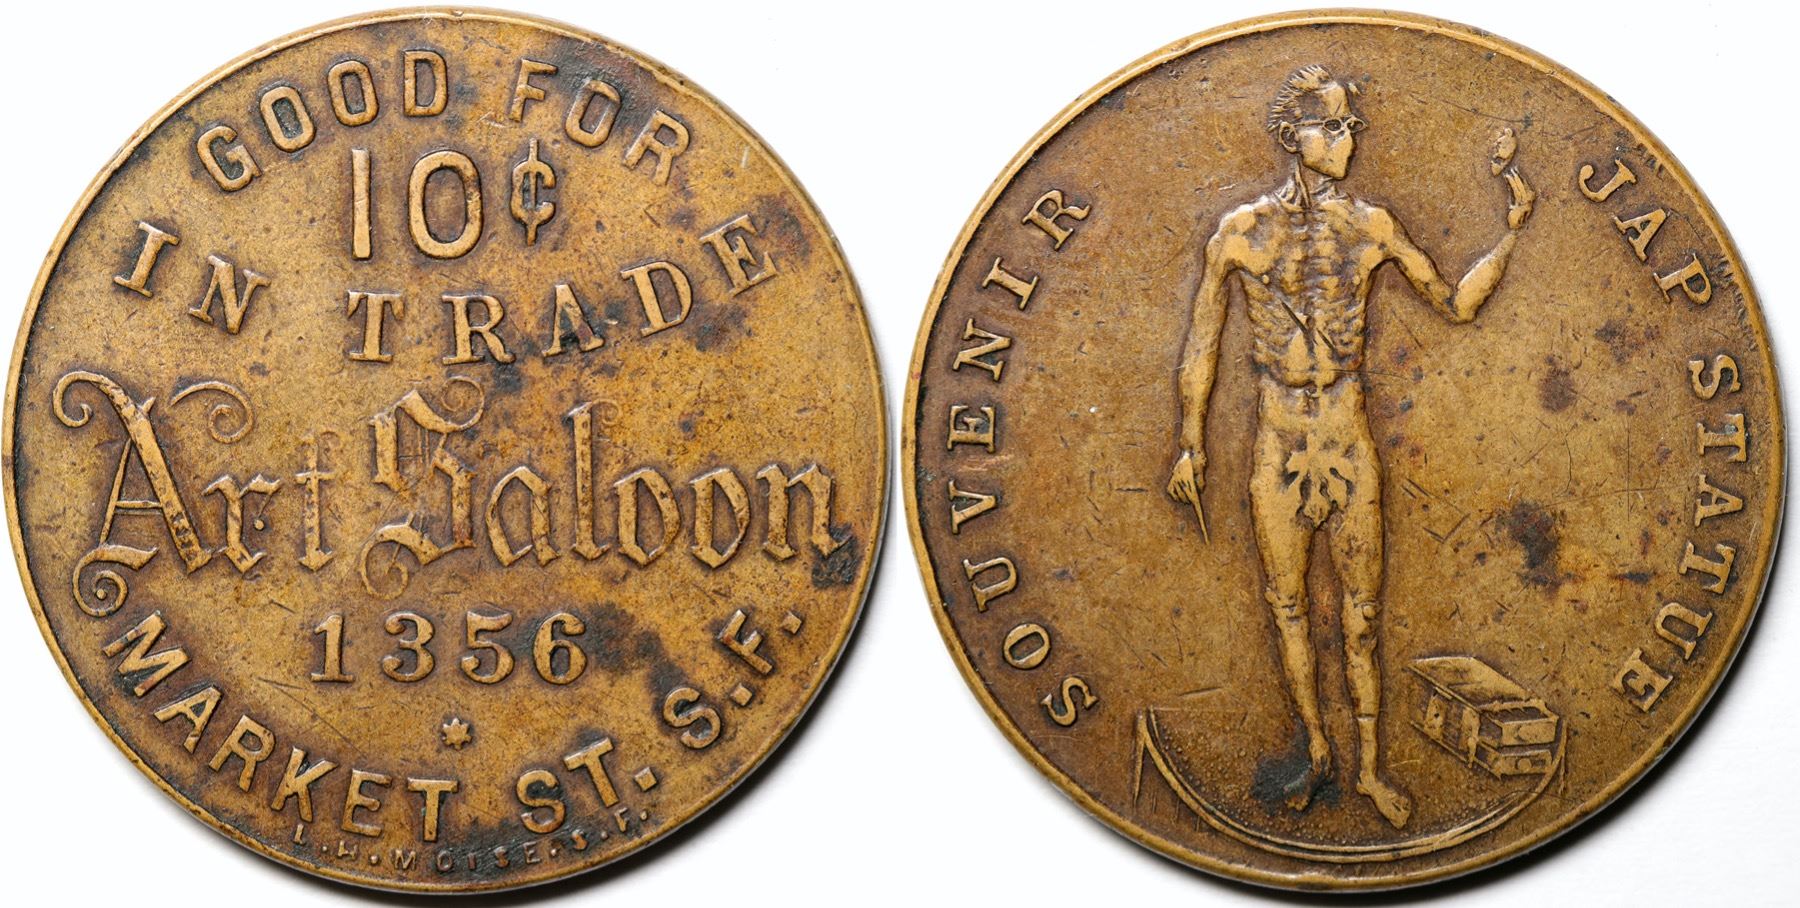 GOOD FOR
10¢
IN TRADE
Art Saloon
1356
MARKET ST. S.F.
L.H.MOISE.S.F.
SOUVENIR JAP STATUE